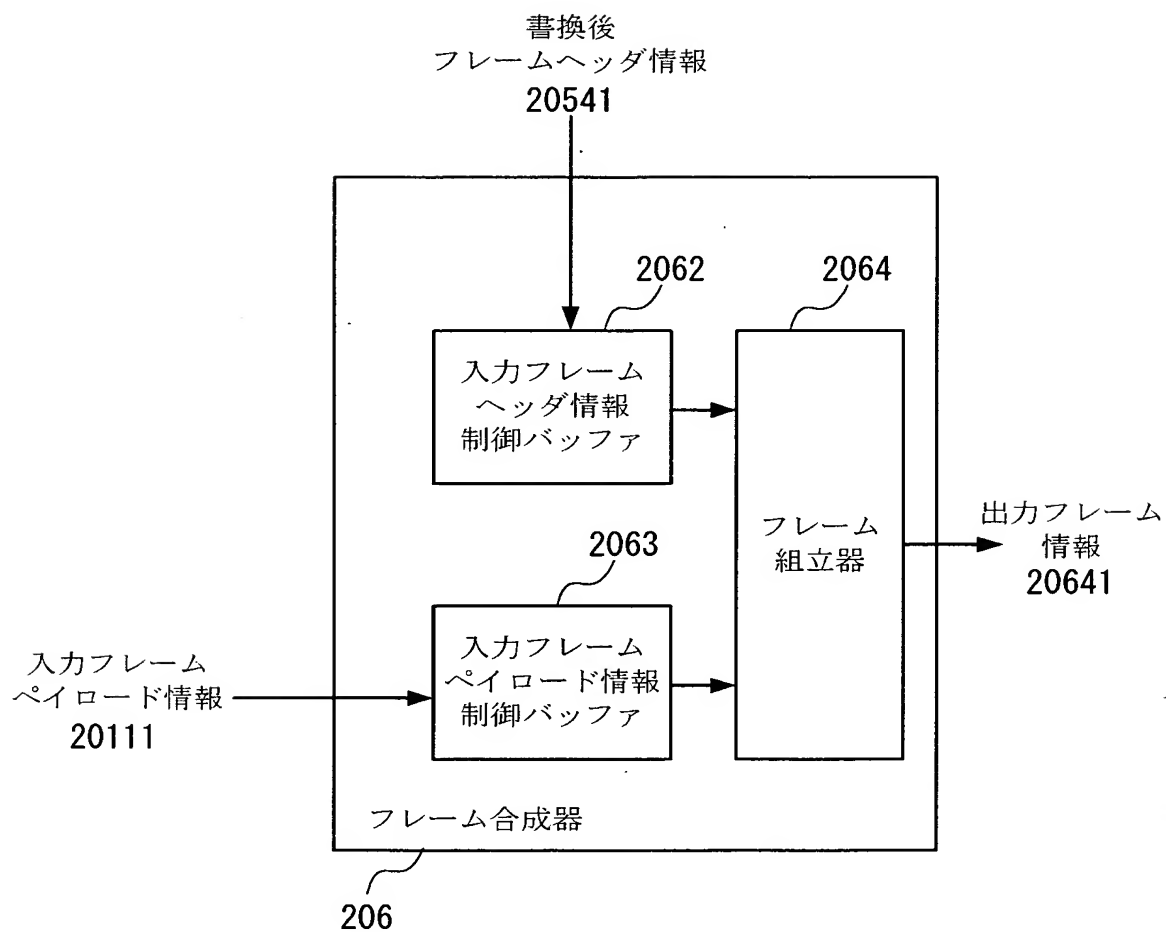 書換後
フレームヘッダ情報
20541
2062
2064
入力フレーム
ヘッダ情報
制御バッファ
フレーム
組立器
出力フレーム
情報
20641
2063
入力フレーム
ペイロード情報
制御バッファ
入力フレーム
ペイロード情報
20111
フレーム合成器
206